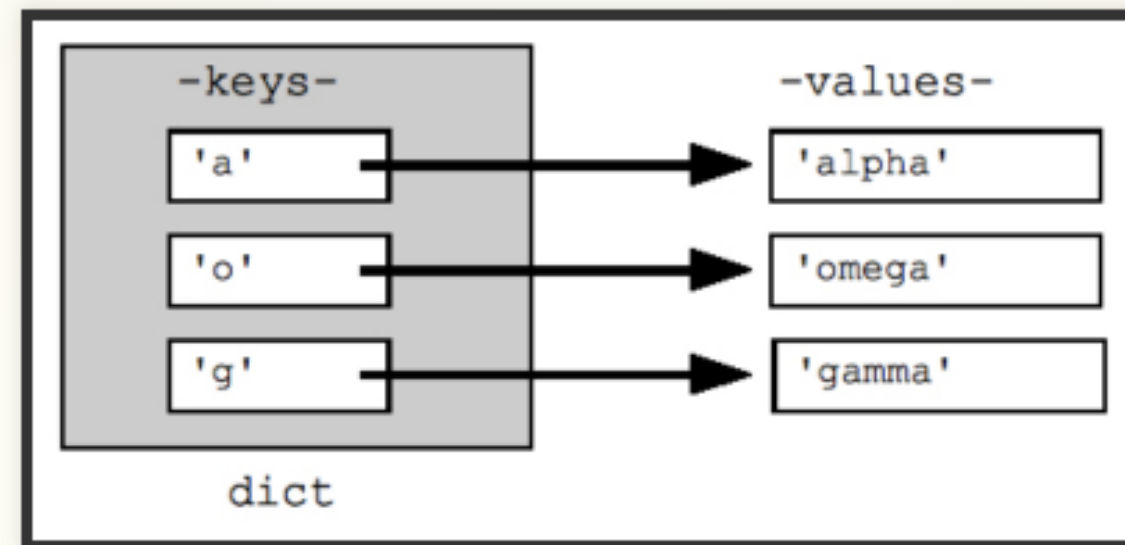 -keys- -values-
'a' 'alpha'
'o' 'omega'
'g' 'gamma'
dict